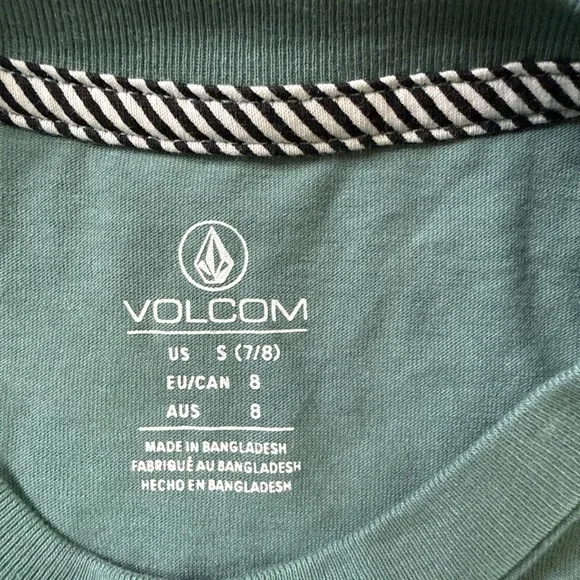 VOLCOM
US S (7/8)
EU/CAN 8
AUS 8
MADE IN BANGLADESH
FABRIQUÉ AU BANGLADESH
HECHO EN BANGLADESH